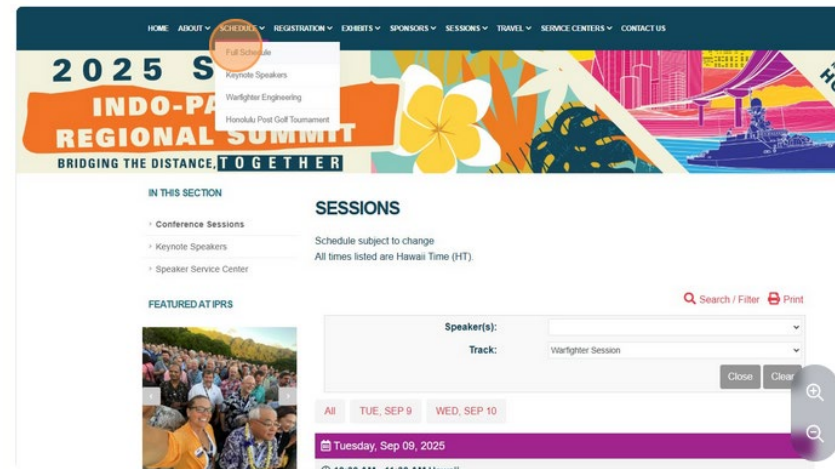 HOME ABOUT SCHEDULE REGISTRATION EXHIBITS SPONSORS SESSIONS TRAVEL SERVICE CENTERS CONTACT US
Full Schedule
Keynote Speakers
Warfighter Engineering
Honolulu Post Golf Tournament
2025 S
INDO-PA
REGIONAL SUMMIT
BRIDGING THE DISTANCE, TOGETHER
IN THIS SECTION
Conference Sessions
Keynote Speakers
Speaker Service Center
FEATURED AT IPRS
SESSIONS
Schedule subject to change
All times listed are Hawaii Time (HT).
Search / Filter Print
Speaker(s):
Track: Warfighter Session
Close Clear
All TUE, SEP 9 WED, SEP 10
Tuesday, Sep 09, 2025